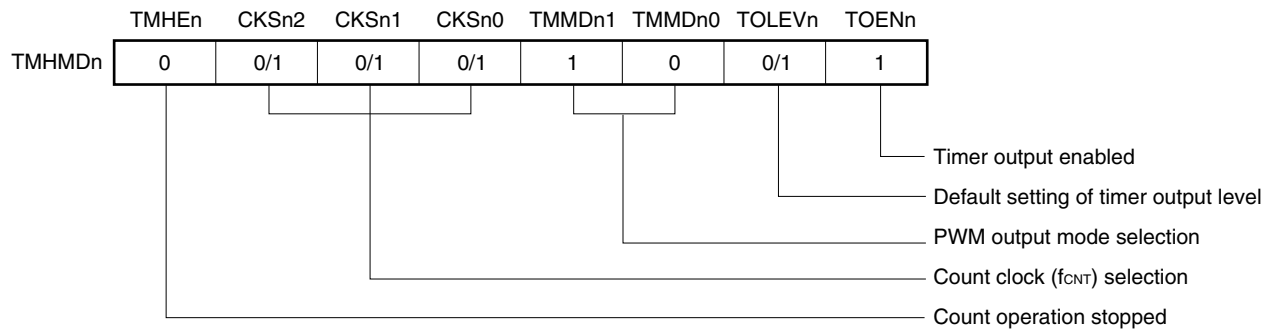 TMHEn CKSn2 CKSn1 CKSn0 TMMDn1 TMMDn0 TOLEVn TOENn
TMHMDn 0 0/1 0/1 0/1 1 0 0/1 1
Timer output enabled
Default setting of timer output level
PWM output mode selection
Count clock (fCNT) selection
Count operation stopped